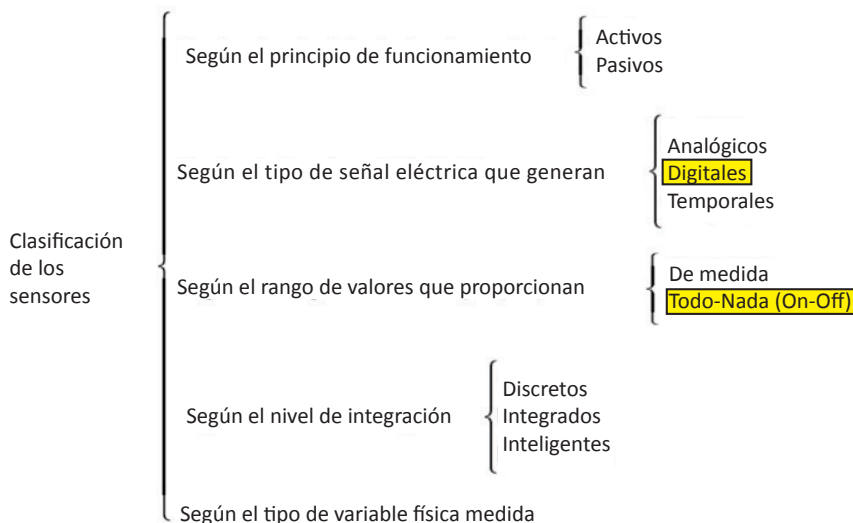 Clasificación
de los
sensores
Según el principio de funcionamiento
Activos
Pasivos
Según el tipo de señal eléctrica que generan
Analógicos
Digitales
Temporales
Según el rango de valores que proporcionan
De medida
Todo-Nada (On-Off)
Según el nivel de integración
Discretos
Integrados
Inteligentes
Según el tipo de variable física medida